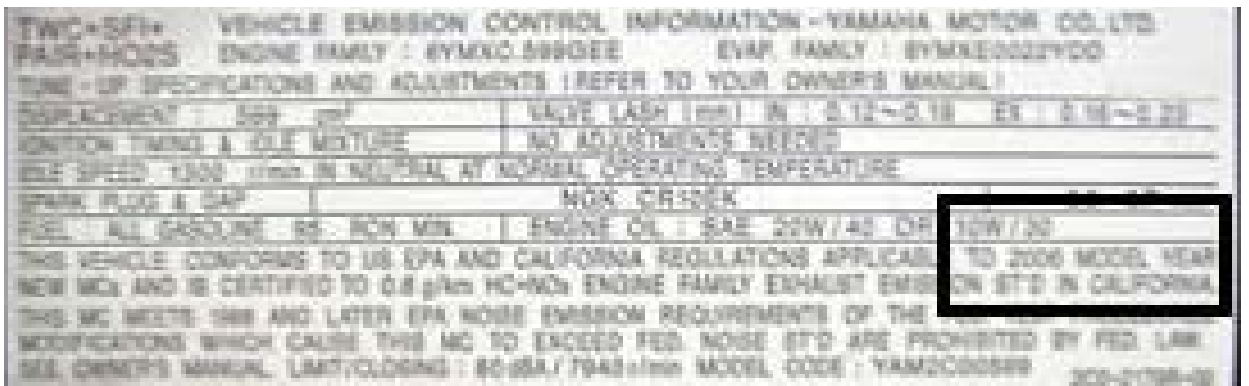 TWC+SFI+ VEHICLE EMISSION CONTROL INFORMATION - YAMAHA MOTOR CO., LTD.
PAIR+HO2S ENGINE FAMILY : 6YMXC.599GEE EVAP. FAMILY :
TUNE-UP SPECIFICATIONS AND ADJUSTMENTS (REFER TO YOUR OWNER'S MANUAL)
DISPLACEMENT : 599 cm³ VALVE LASH (mm) IN : 0.12~0.19 EX : 0.16~0.23
IGNITION TIMING & IDLE MIXTURE NO ADJUSTMENTS NEEDED
IDLE SPEED 1300 r/min IN NEUTRAL AT NORMAL OPERATING TEMPERATURE
SPARK PLUG & GAP NGK CR10EK
FUEL : ALL GASOLINE RON MIN. ENGINE OIL : SAE 20W/40 OR 10W/30
THIS VEHICLE CONFORMS TO US EPA AND CALIFORNIA REGULATIONS APPLICABLE TO 2006 MODEL YEAR
NEW MCs AND IS CERTIFIED TO 0.8 g/km HC+NOx ENGINE FAMILY EXHAUST EMISSION ST'D IN CALIFORNIA.
THIS MC MEETS AND LATER EPA NOISE EMISSION REQUIREMENTS OF THE
MODIFICATIONS WHICH CAUSE THIS MC TO EXCEED FED. NOISE ST'D ARE PROHIBITED BY FED. LAW.
SEE OWNER'S MANUAL. LIMIT/CLOSING : 80 dBA / r/min MODEL CODE :